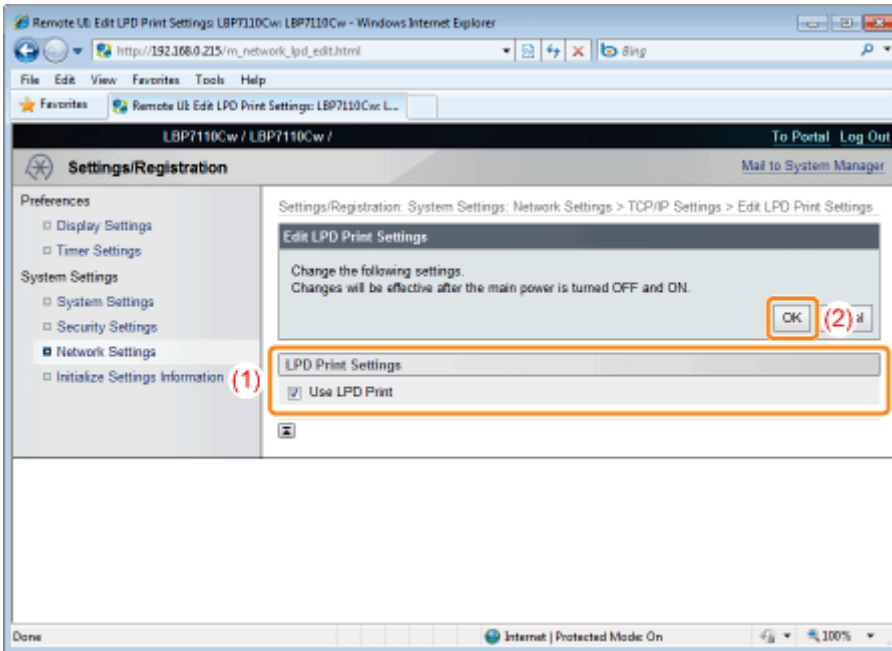 Remote UI: Edit LPD Print Settings: LBP7110Cw: LBP7110Cw - Windows Internet Explorer
http://192.168.0.215/m_network_lpd_edit.html
Bing
File Edit View Favorites Tools Help
Favorites
Remote UI: Edit LPD Print Settings: LBP7110Cw: L...
LBP7110Cw / LBP7110Cw /
To Portal Log Out
Settings/Registration
Mail to System Manager
Preferences
Display Settings
Timer Settings
System Settings
System Settings
Security Settings
Network Settings
Initialize Settings Information
Settings/Registration: System Settings: Network Settings > TCP/IP Settings > Edit LPD Print Settings
Edit LPD Print Settings
Change the following settings.
Changes will be effective after the main power is turned OFF and ON.
OK
(2)
(1)
LPD Print Settings
Use LPD Print
Done
Internet | Protected Mode: On
100%